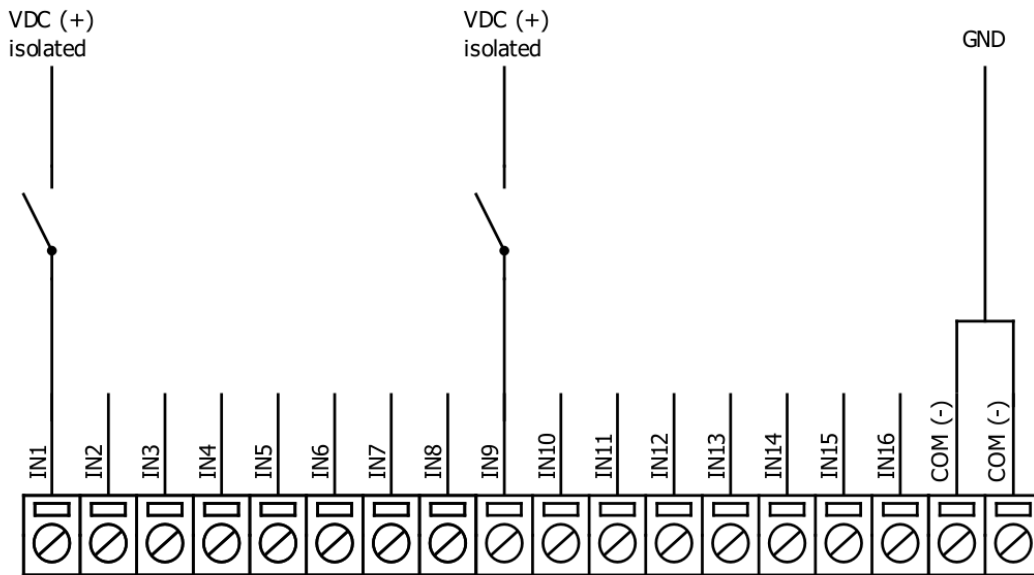 VDC (+)
isolated
VDC (+)
isolated
GND
IN1
IN2
IN3
IN4
IN5
IN6
IN7
IN8
IN9
IN10
IN11
IN12
IN13
IN14
IN15
IN16
COM (-)
COM (-)